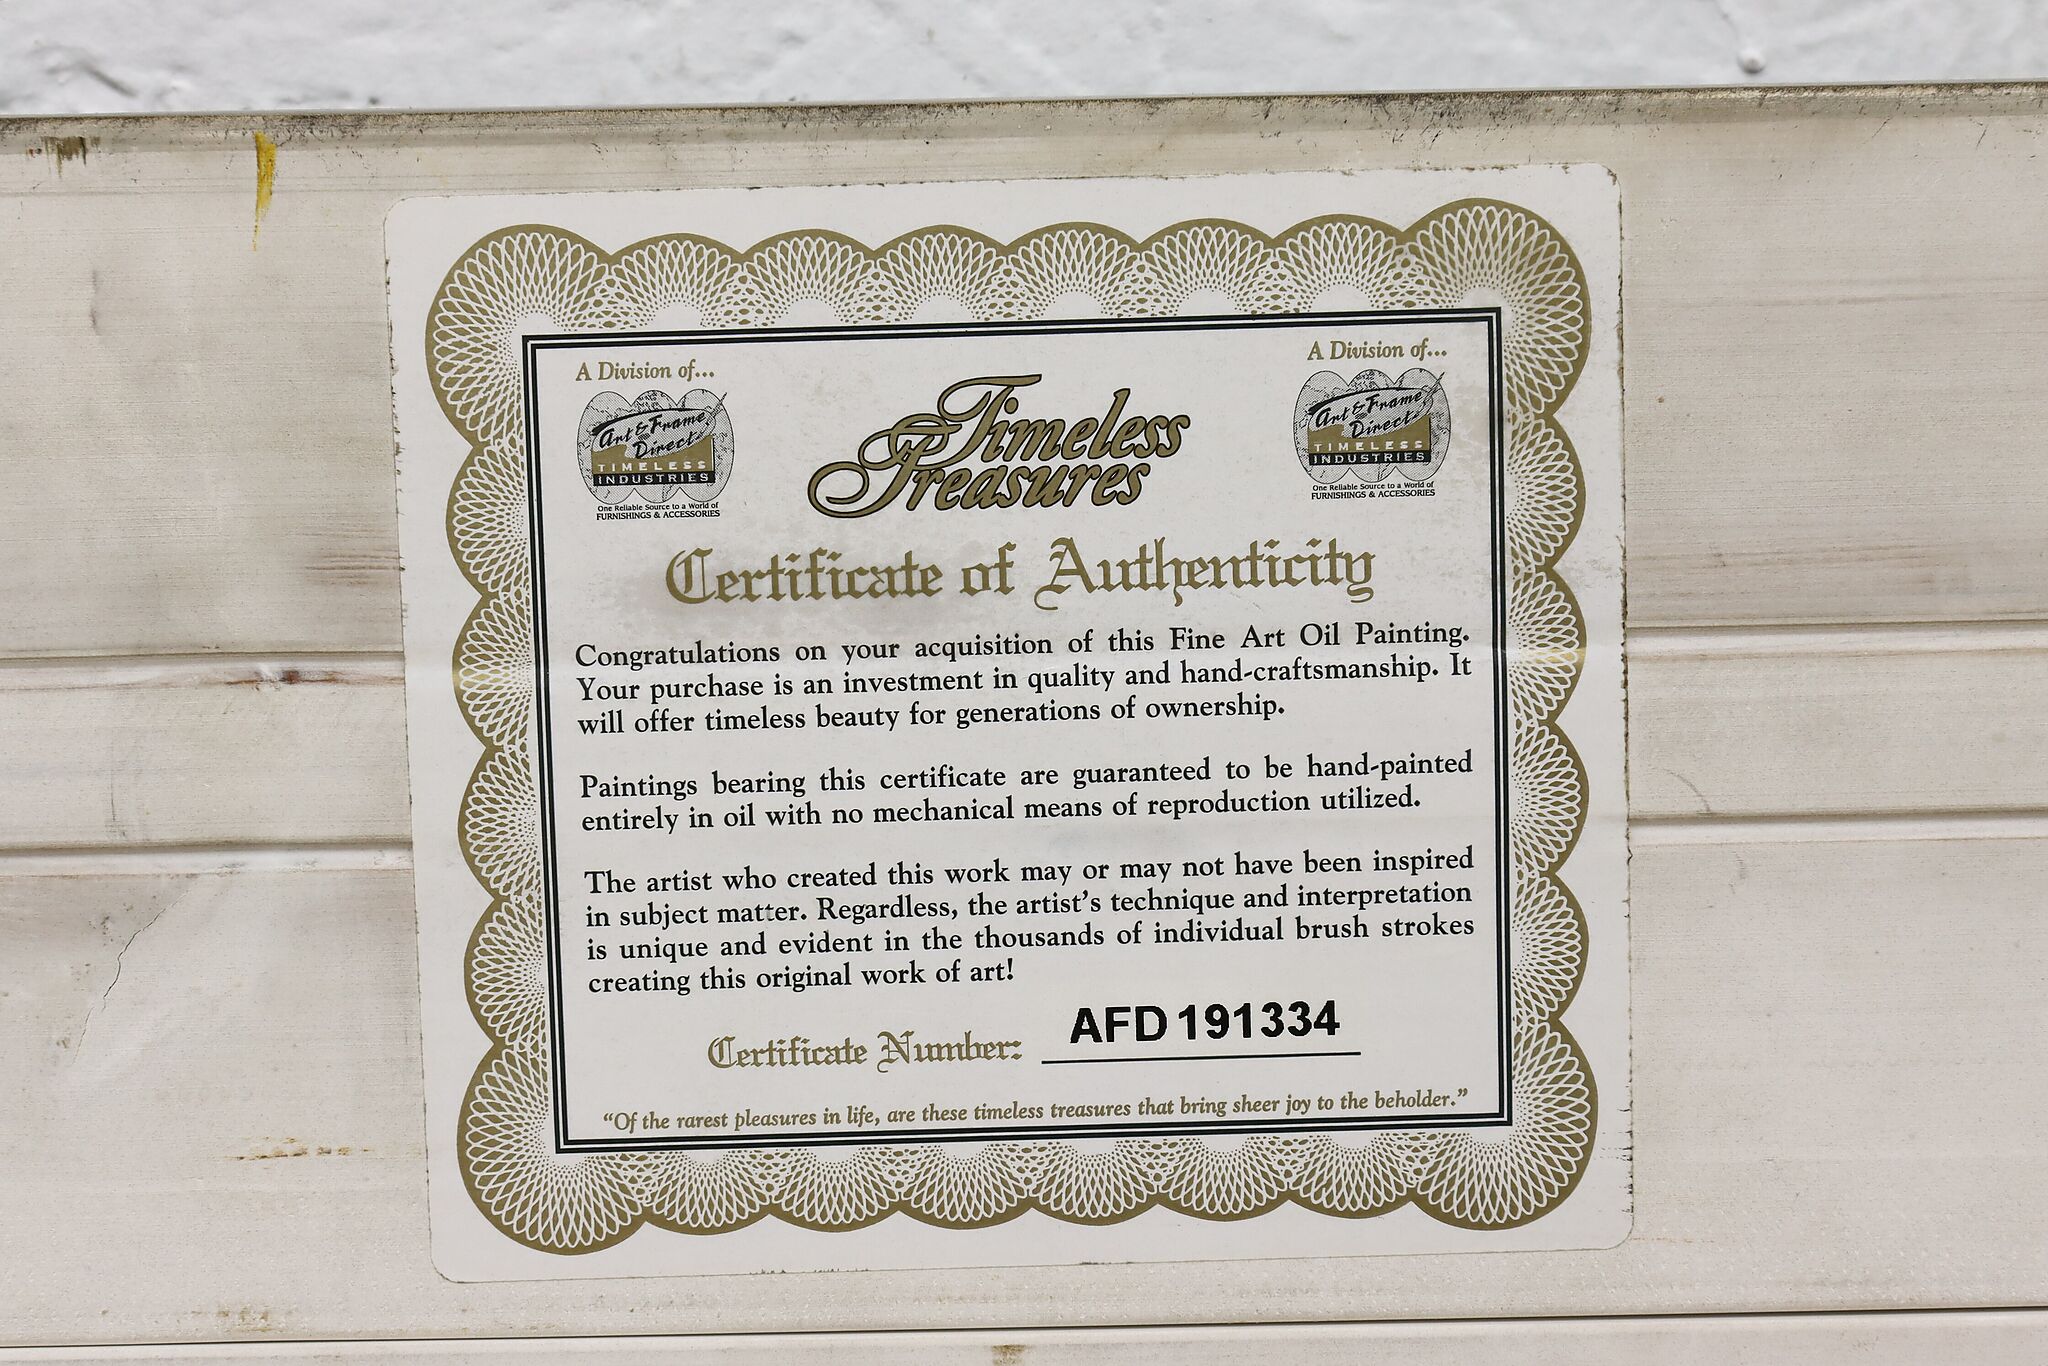 A Division of...
Art & Frame
Direct
TIMELESS
INDUSTRIES
One Reliable Source to a World of
FURNISHINGS & ACCESSORIES
Timeless
Treasures
A Division of...
Art & Frame
Direct
TIMELESS
INDUSTRIES
One Reliable Source to a World of
FURNISHINGS & ACCESSORIES
Certificate of Authenticity
Congratulations on your acquisition of this Fine Art Oil Painting.
Your purchase is an investment in quality and hand-craftsmanship. It
will offer timeless beauty for generations of ownership.
Paintings bearing this certificate are guaranteed to be hand-painted
entirely in oil with no mechanical means of reproduction utilized.
The artist who created this work may or may not have been inspired
in subject matter. Regardless, the artist's technique and interpretation
is unique and evident in the thousands of individual brush strokes
creating this original work of art!
Certificate Number: AFD 191334
"Of the rarest pleasures in life, are these timeless treasures that bring sheer joy to the beholder."